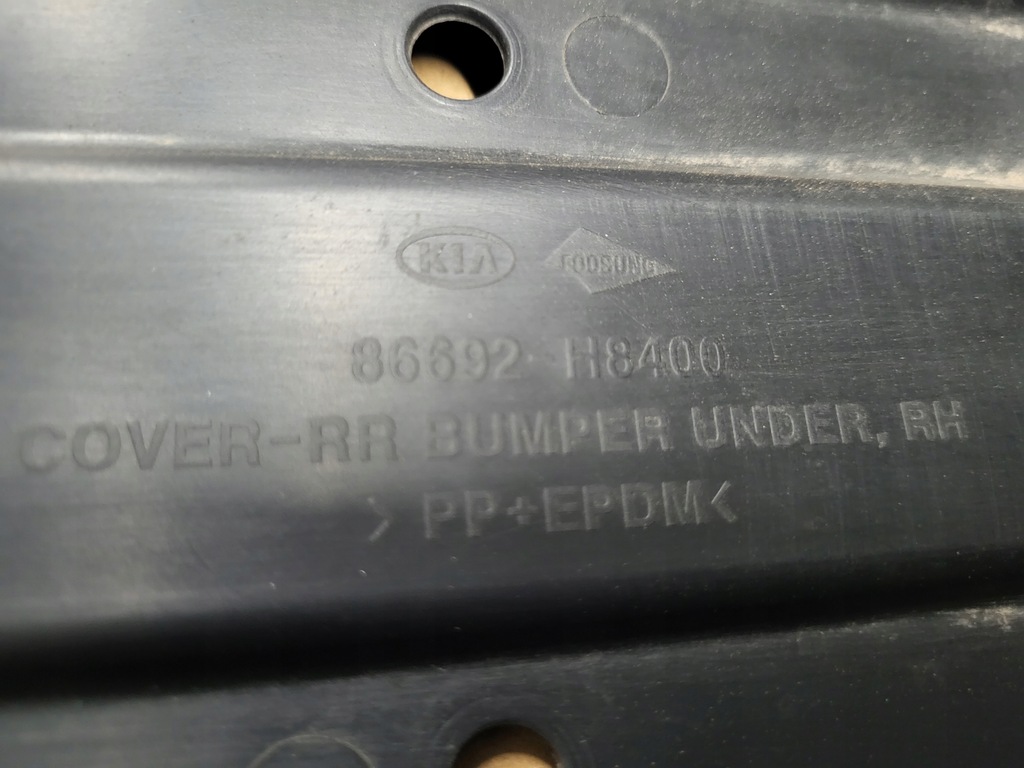 KIA FOOSUNG
86692-H8400
COVER-RR BUMPER UNDER, RH
>PP+EPDM<